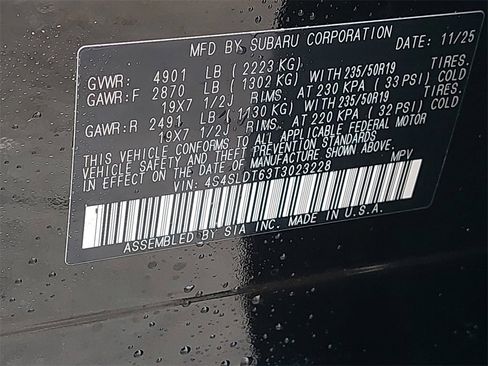 MFD BY SUBARU CORPORATION DATE: 11/25
GVWR: 4901 LB (2223 KG) TIRES.
GAWR:F 2870 LB (1302 KG) WITH 235/50R19
19X7 1/2J RIMS. AT 230 KPA (33 PSI) COLD
GAWR:R 2491 LB (1130 KG) WITH 235/50R19 TIRES.
19X7 1/2J RIMS. AT 220 KPA (32 PSI) COLD
THIS VEHICLE CONFORMS TO ALL APPLICABLE FEDERAL MOTOR
VEHICLE SAFETY AND THEFT PREVENTION STANDARDS
IN EFFECT ON THE DATE OF MANUFACTURE SHOWN ABOVE.
VIN: 4S4SLDT63T3023228 MPV
ASSEMBLED BY SIA INC. MADE IN U.S.A.